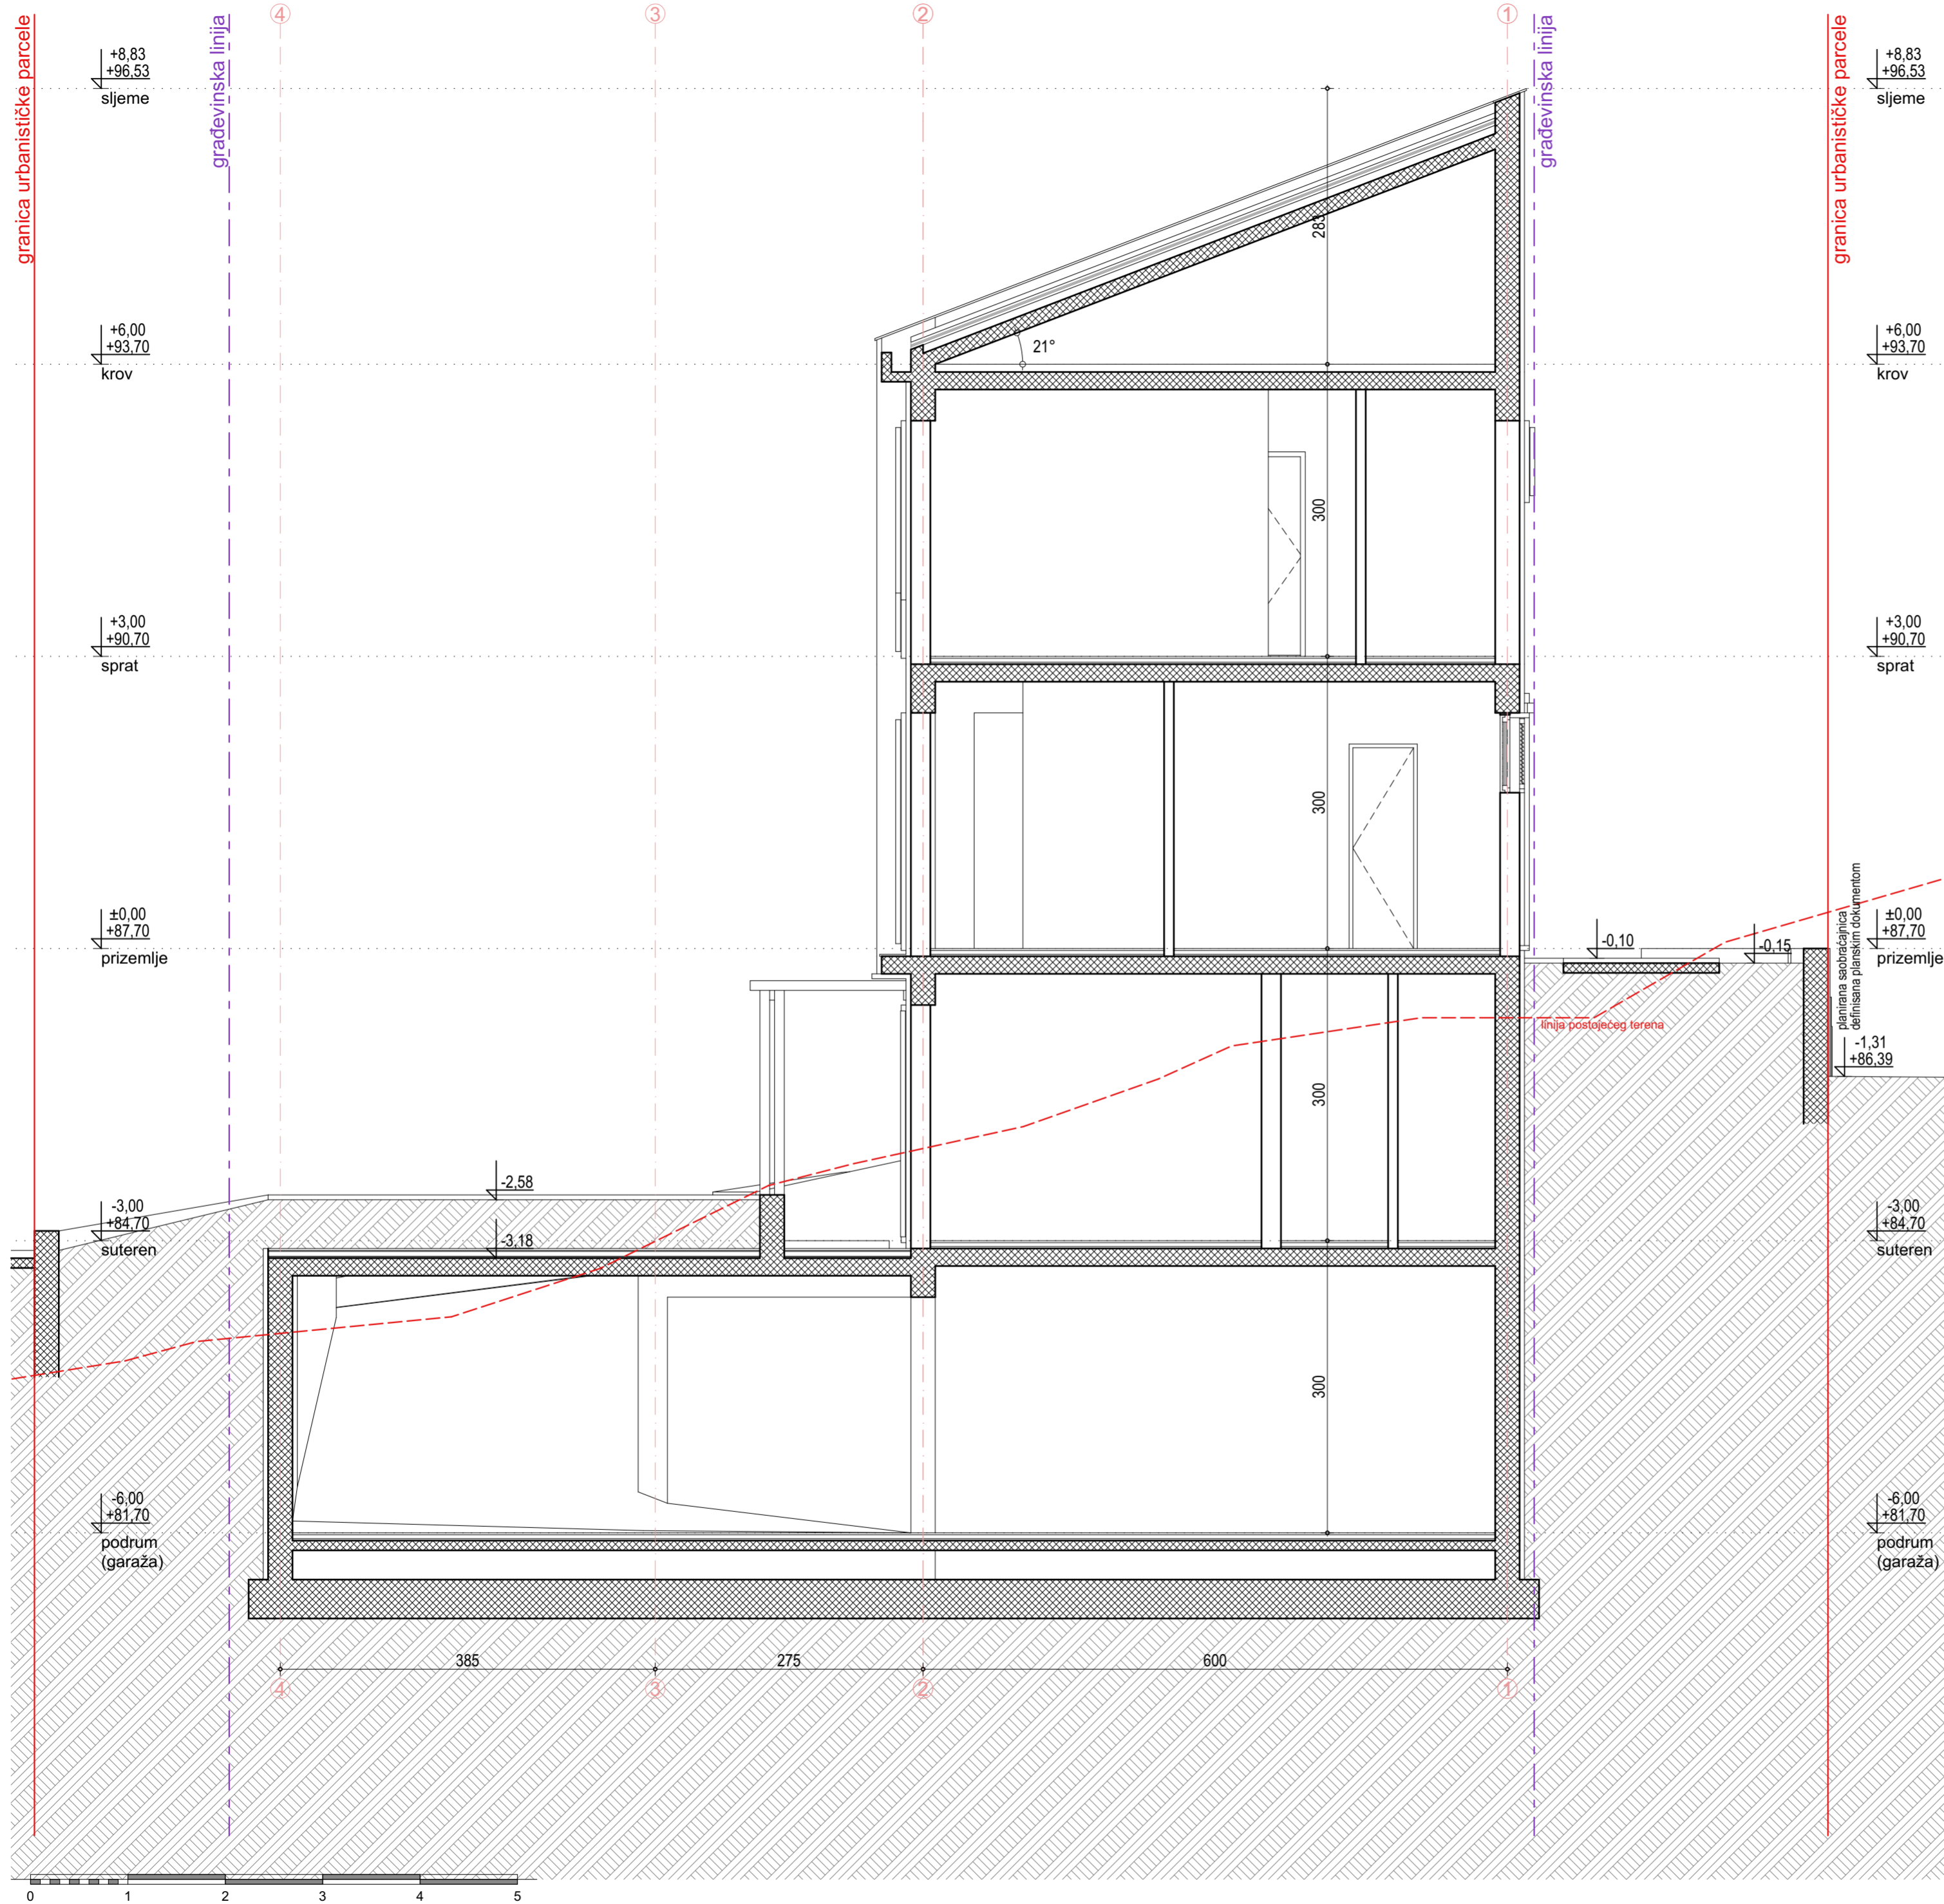 4
3
2
1
granica urbanističke parcele
građevinska linija
građevinska linija
granica urbanističke parcele
+8,83
+96,53
sljeme
+8,83
+96,53
sljeme
283
21°
+6,00
+93,70
krov
+6,00
+93,70
krov
300
+3,00
+90,70
sprat
+3,00
+90,70
sprat
300
±0,00
+87,70
prizemlje
-0,10
-0,15
planirana saobraćajnica
definisana planskim dokumentom
±0,00
+87,70
prizemlje
linija postojećeg terena
-1,31
+86,39
300
-2,58
-3,00
+84,70
suteren
-3,18
-3,00
+84,70
suteren
300
-6,00
+81,70
podrum
(garaža)
-6,00
+81,70
podrum
(garaža)
385
275
600
4
3
2
1
0
1
2
3
4
5